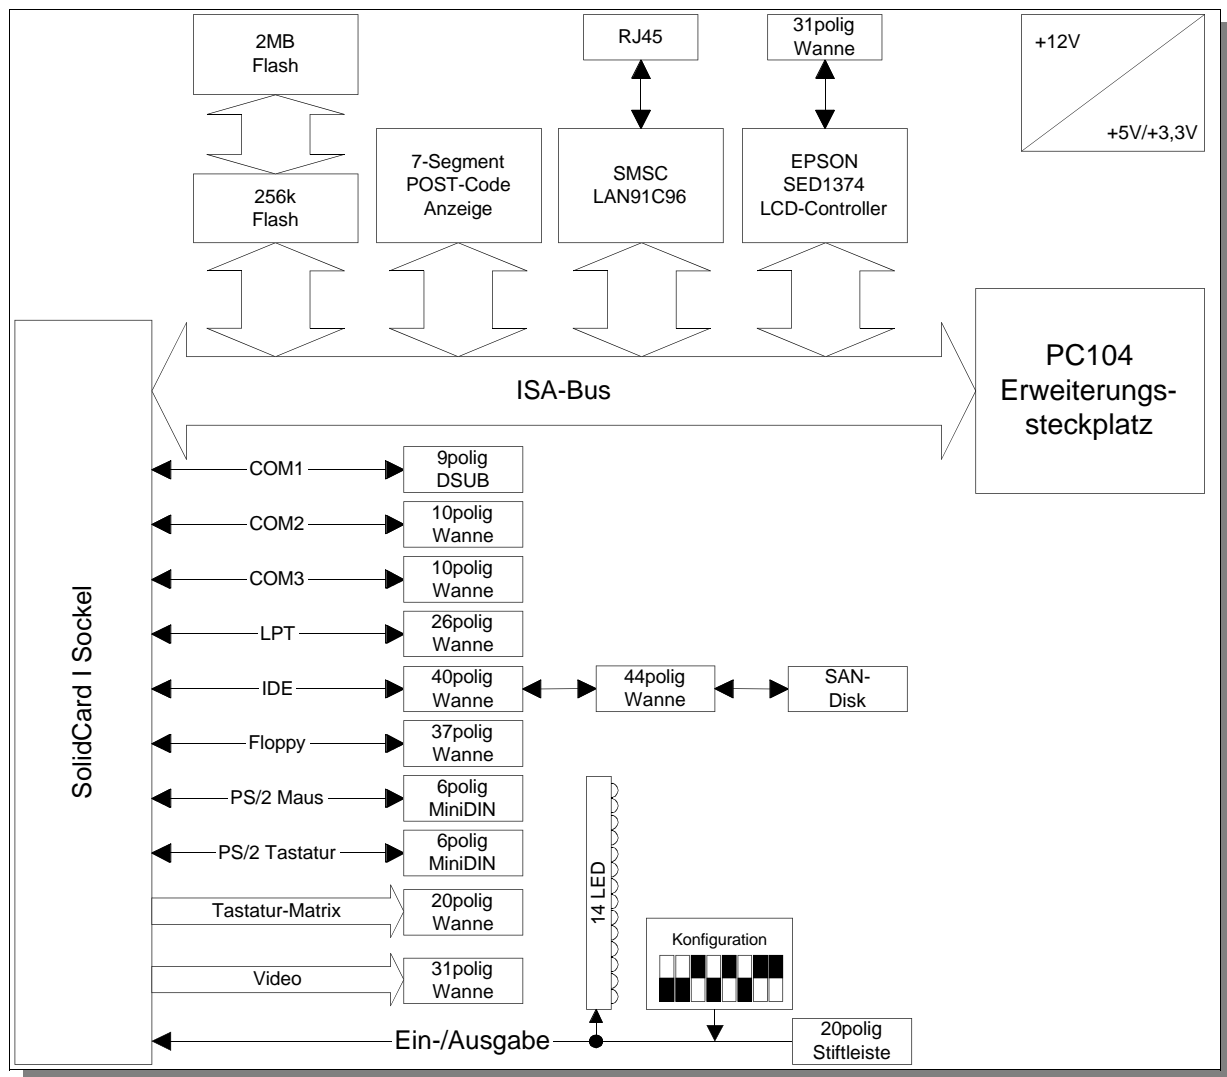 2MB
Flash
RJ45
31polig
Wanne
+12V
+5V/+3,3V
256k
Flash
7-Segment
POST-Code
Anzeige
SMSC
LAN91C96
EPSON
SED1374
LCD-Controller
ISA-Bus
PC104
Erweiterungs-
steckplatz
SolidCard I Sockel
COM1
9polig
DSUB
COM2
10polig
Wanne
COM3
10polig
Wanne
LPT
26polig
Wanne
IDE
40polig
Wanne
44polig
Wanne
SAN-
Disk
Floppy
37polig
Wanne
PS/2 Maus
6polig
MiniDIN
PS/2 Tastatur
6polig
MiniDIN
Tastatur-Matrix
20polig
Wanne
Video
31polig
Wanne
14 LED
Konfiguration
Ein-/Ausgabe
20polig
Stiftleiste